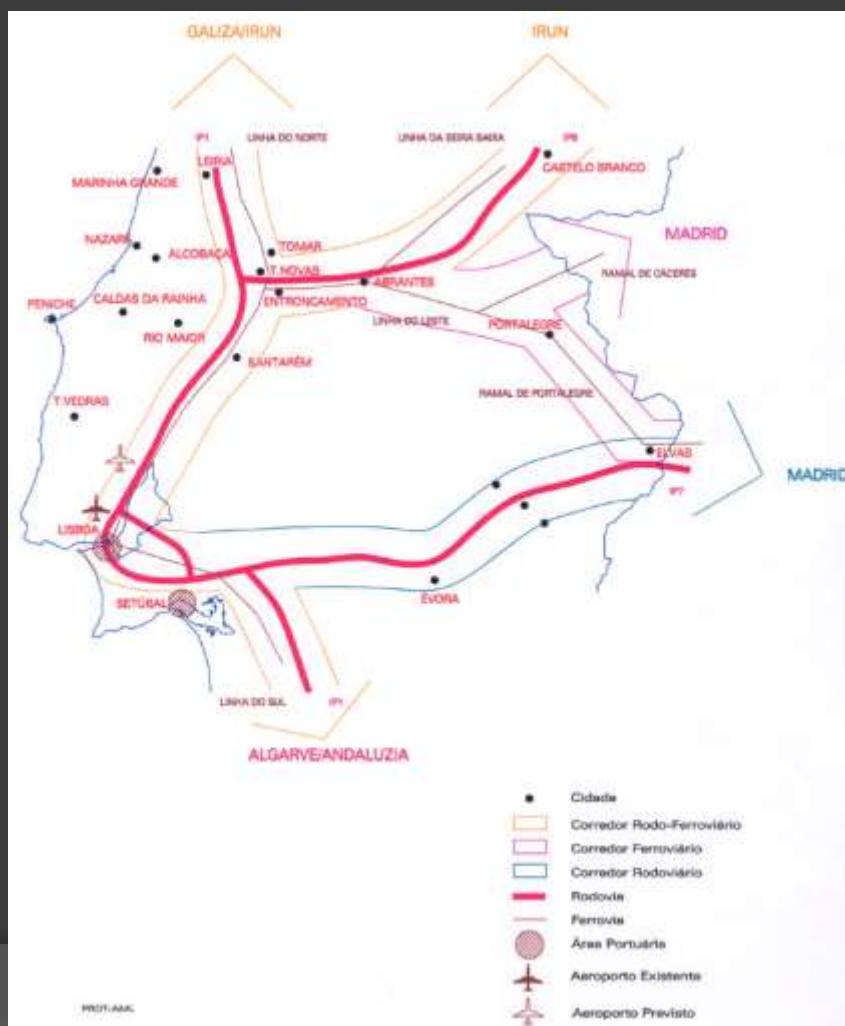 GALIZA/IRUN
IRUN
IP1
LINHA DO NORTE
LINHA DA BEIRA BAIXA
IP6
LEIRIA
CASTELO BRANCO
MARINHA GRANDE
NAZARÉ
ALCOBAÇA
TOMAR
MADRID
T.NOVAS
RAMAL DE CÁCERES
ABRANTES
ENTRONCAMENTO
PENICHE
CALDAS DA RAINHA
LINHA DO LESTE
PORTALEGRE
RIO MAIOR
SANTARÉM
RAMAL DE PORTALEGRE
T.VEDRAS
ELVAS
MADRID
IP7
LISBOA
SETÚBAL
ÉVORA
LINHA DO SUL
IP1
ALGARVE/ANDALUZIA
Cidade
Corredor Rodo-Ferroviário
Corredor Ferroviário
Corredor Rodoviário
Rodovia
Ferrovia
Área Portuária
Aeroporto Existente
Aeroporto Previsto
PROT-AML